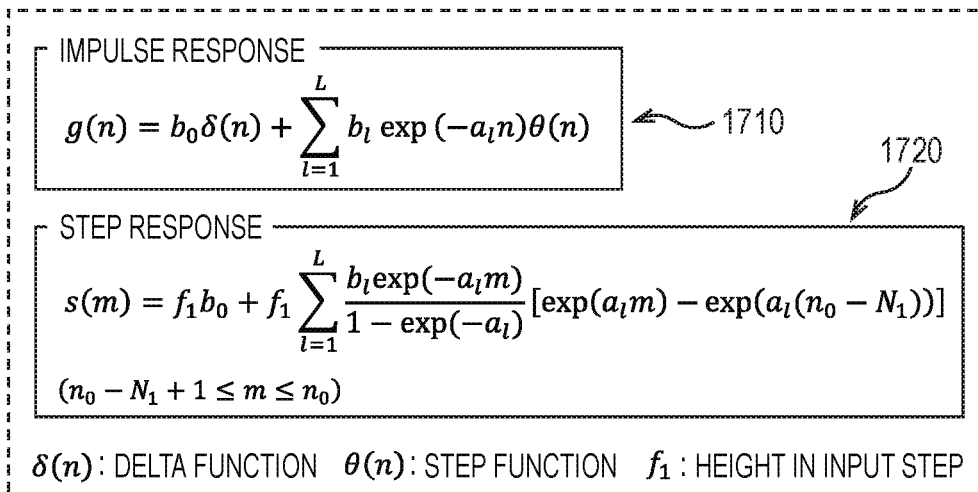 IMPULSE RESPONSE
g(n) = b₀δ(n) + ∑_{l=1}^{L} b_l exp (−a_l n)θ(n)
1710
1720
STEP RESPONSE
s(m) = f₁b₀ + f₁ ∑_{l=1}^{L} \frac{b_l exp(−a_l m)}{1 − exp(−a_l)} [exp(a_l m) − exp(a_l(n₀ − N₁))]
(n₀ − N₁ + 1 ≤ m ≤ n₀)
δ(n) : DELTA FUNCTION θ(n) : STEP FUNCTION f₁ : HEIGHT IN INPUT STEP